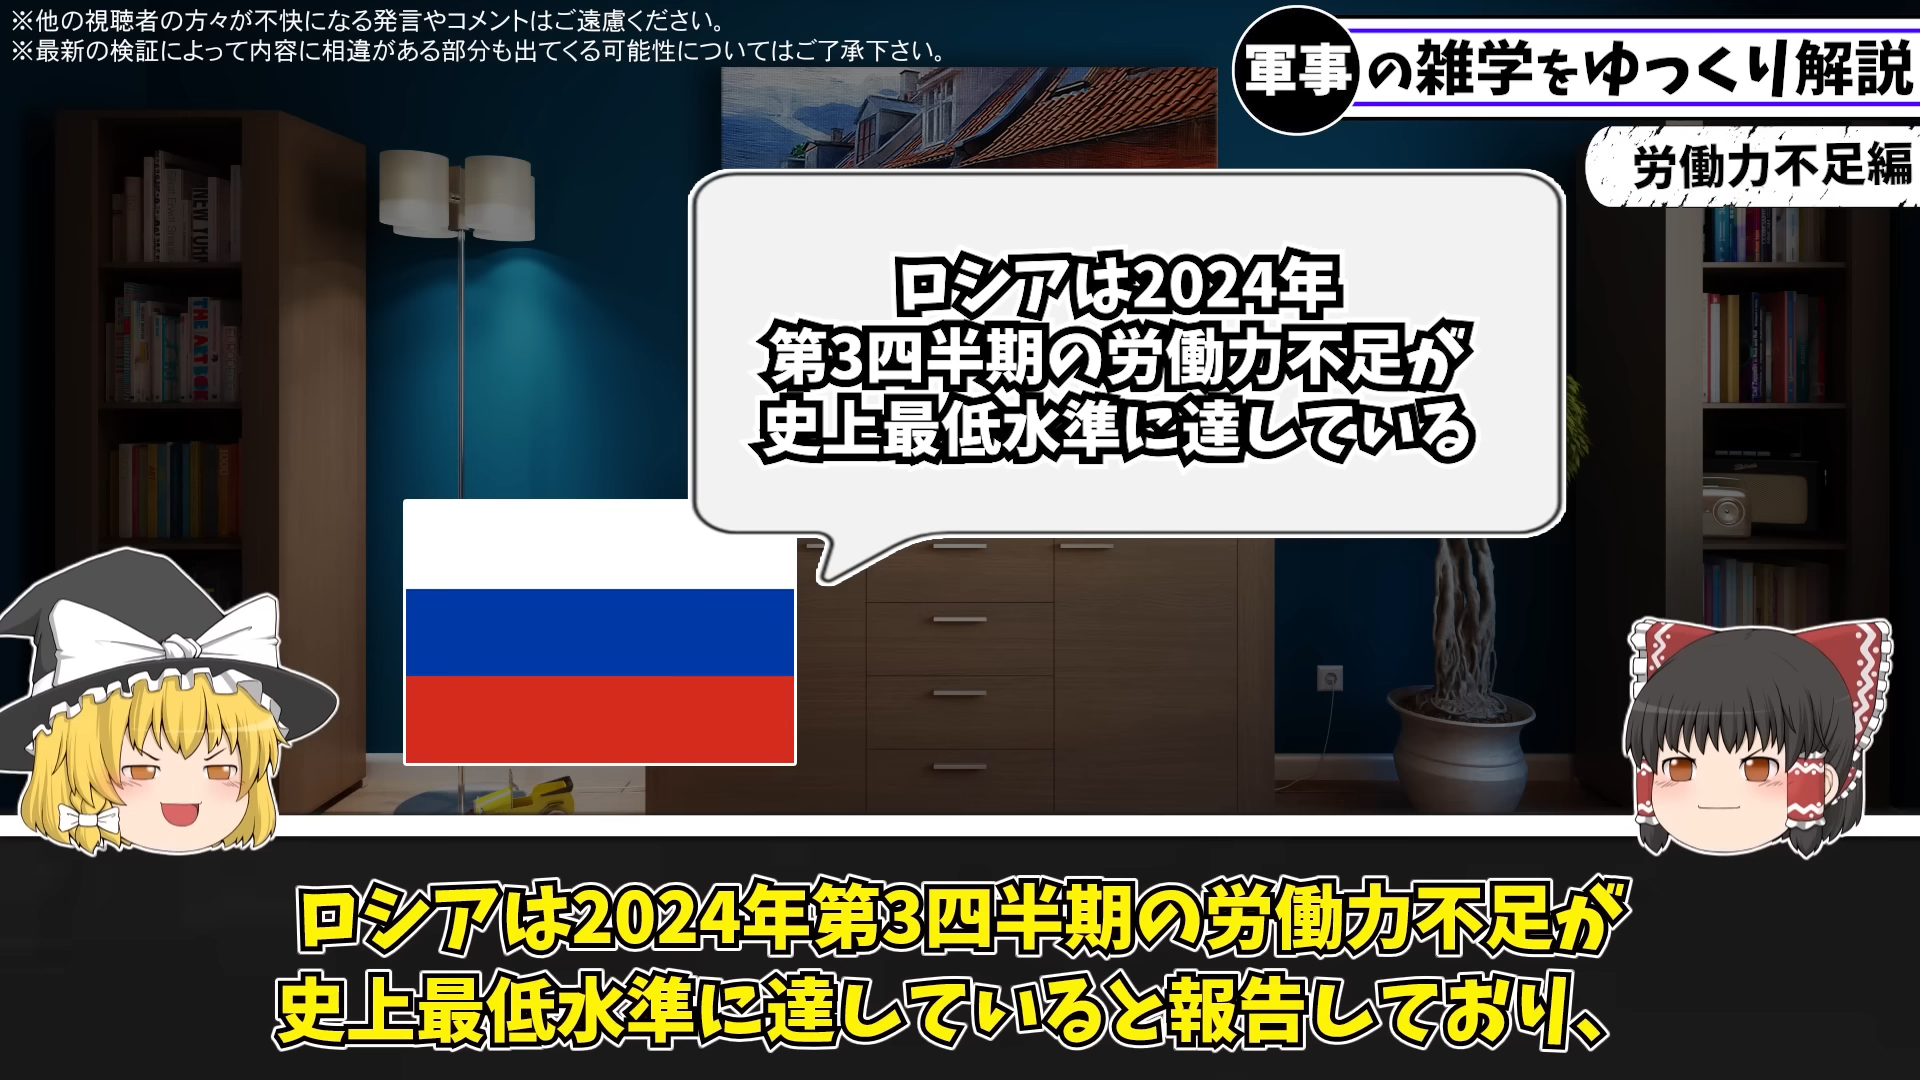 ※他の視聴者の方々が不快になる発言やコメントはご遠慮ください。
※最新の検証によって内容に相違がある部分も出てくる可能性についてはご了承下さい。
軍事の雑学をゆっくり解説
労働力不足編
ロシアは2024年
第3四半期の労働力不足が
史上最低水準に達している
ロシアは2024年第3四半期の労働力不足が
史上最低水準に達していると報告しており、